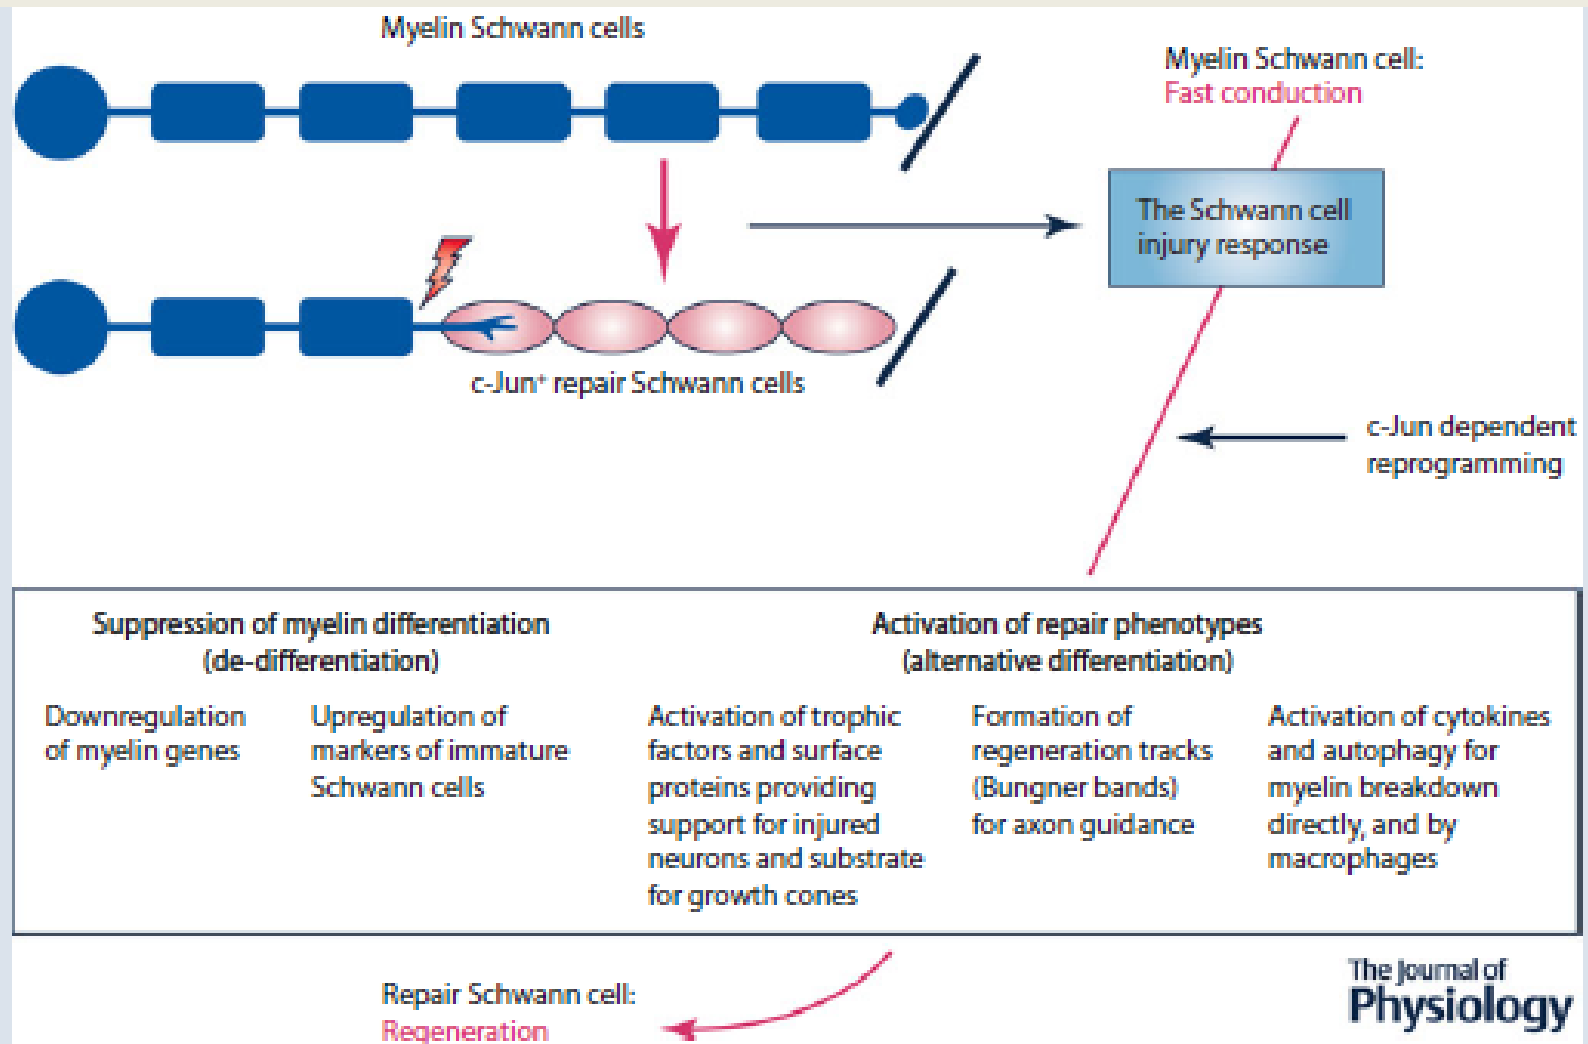 Myelin Schwann cells
Myelin Schwann cell:
Fast conduction
The Schwann cell
injury response
c-Jun⁺ repair Schwann cells
c-Jun dependent
reprogramming
Suppression of myelin differentiation
(de-differentiation)
Downregulation
of myelin genes
Upregulation of
markers of immature
Schwann cells
Activation of repair phenotypes
(alternative differentiation)
Activation of trophic
factors and surface
proteins providing
support for injured
neurons and substrate
for growth cones
Formation of
regeneration tracks
(Bungner bands)
for axon guidance
Activation of cytokines
and autophagy for
myelin breakdown
directly, and by
macrophages
Repair Schwann cell:
Regeneration
The Journal of
Physiology